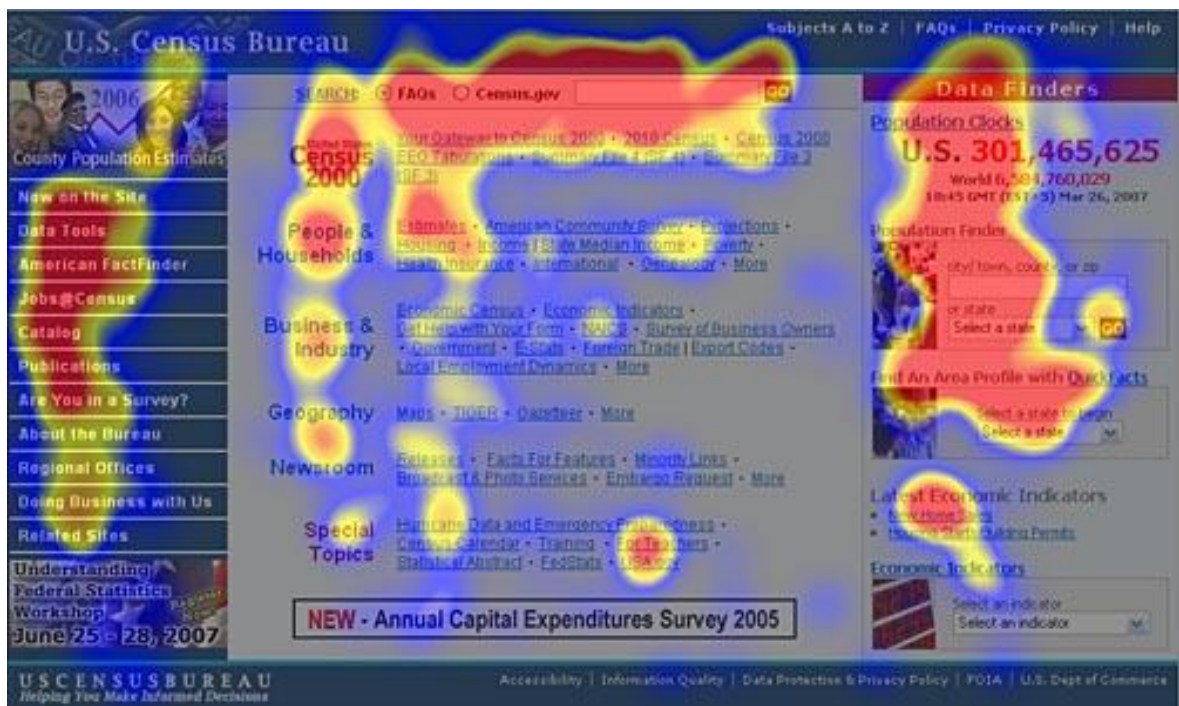 U.S. Census Bureau
Subjects A to Z | FAQs | Privacy Policy | Help
2006
County Population Estimates
New on the Site
Data Tools
American FactFinder
Jobs@Census
Catalog
Publications
Are You in a Survey?
About the Bureau
Regional Offices
Doing Business with Us
Related Sites
Understanding
Federal Statistics
Workshop
June 25 - 28, 2007
SEARCH: FAQs Census.gov GO
United States
Census
2000
Your Gateway to Census 2000 • 2010 Census • Census 2000
EEO Tabulations • Summary File 4 (SF 4) • Summary File 3
(SF 3)
People &
Households
Estimates • American Community Survey • Projections •
Housing • Income | State Median Income • Poverty •
Health Insurance • International • Genealogy • More
Business &
Industry
Economic Census • Economic Indicators •
Get Help with Your Form • NAICS • Survey of Business Owners
• Government • E-Stats • Foreign Trade | Export Codes •
Local Employment Dynamics • More
Geography
Maps • TIGER • Gazetteer • More
Newsroom
Releases • Facts For Features • Minority Links •
Broadcast & Photo Services • Embargo Request • More
Special
Topics
Hurricane Data and Emergency Preparedness •
Census Calendar • Training • For Teachers •
Statistical Abstract • FedStats • USA.gov
NEW - Annual Capital Expenditures Survey 2005
Data Finders
Population Clocks
U.S. 301,465,625
World 6,584,760,029
18:45 GMT (EST+5) Mar 26, 2007
Population Finder
city/ town, county, or zip
or state
Select a state GO
Find An Area Profile with QuickFacts
Select a state to begin
Select a state
Latest Economic Indicators
• New Home Sales
• Housing Starts/Building Permits
Economic Indicators
Select an indicator
Select an indicator
USCENSUSBUREAU
Helping You Make Informed Decisions
Accessibility | Information Quality | Data Protection & Privacy Policy | FOIA | U.S. Dept of Commerce